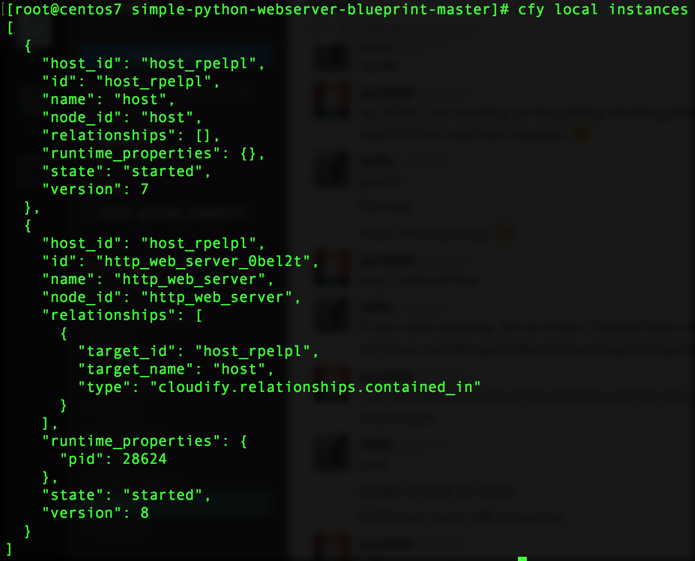 [[root@centos7 simple-python-webserver-blueprint-master]# cfy local instances
[
  {
    "host_id": "host_rpelpl",
    "id": "host_rpelpl",
    "name": "host",
    "node_id": "host",
    "relationships": [],
    "runtime_properties": {},
    "state": "started",
    "version": 7
  },
  {
    "host_id": "host_rpelpl",
    "id": "http_web_server_0bel2t",
    "name": "http_web_server",
    "node_id": "http_web_server",
    "relationships": [
      {
        "target_id": "host_rpelpl",
        "target_name": "host",
        "type": "cloudify.relationships.contained_in"
      }
    ],
    "runtime_properties": {
      "pid": 28624
    },
    "state": "started",
    "version": 8
  }
]